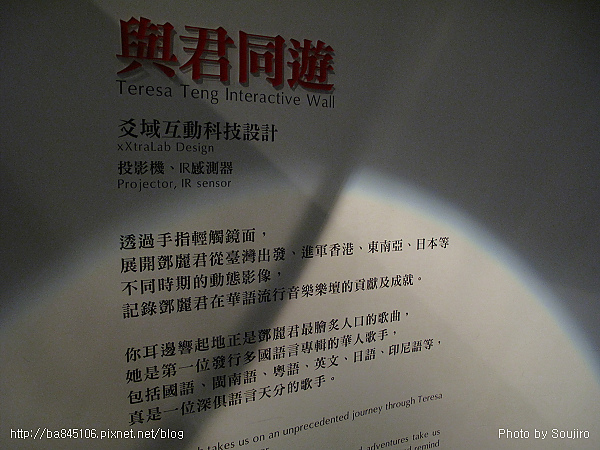 與君同遊
Teresa Teng Interactive Wall
爻域互動科技設計
xXtraLab Design
投影機、IR感測器
Projector, IR sensor
透過手指輕觸鏡面，
展開鄧麗君從臺灣出發、進軍香港、東南亞、日本等
不同時期的動態影像，
記錄鄧麗君在華語流行音樂樂壇的貢獻及成就。
你耳邊響起地正是鄧麗君最膾炙人口的歌曲，
她是第一位發行多國語言專輯的華人歌手，
包括國語、閩南語、粵語、英文、日語、印尼語等，
真是一位深俱語言天分的歌手。
takes us on an unprecedented journey through Teresa
adventures take us
remind
http://ba845106.pixnet.net/blog
Photo by Soujiro